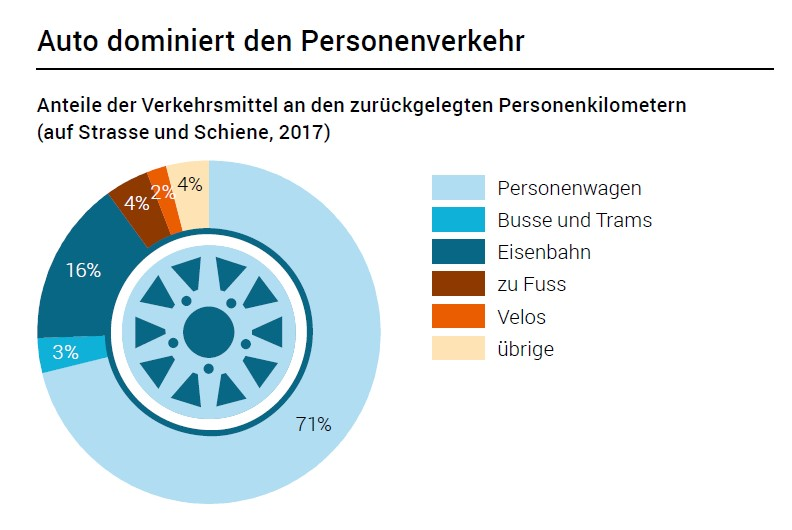 Auto dominiert den Personenverkehr
Anteile der Verkehrsmittel an den zurückgelegten Personenkilometern
(auf Strasse und Schiene, 2017)
4%
2%
4%
16%
3%
71%
Personenwagen
Busse und Trams
Eisenbahn
zu Fuss
Velos
übrige